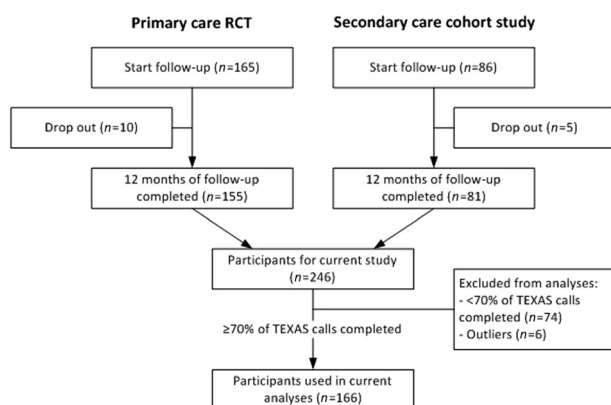 Primary care RCT
Secondary care cohort study
Start follow-up (n=165)
Start follow-up (n=86)
Drop out (n=10)
Drop out (n=5)
12 months of follow-up
completed (n=155)
12 months of follow-up
completed (n=81)
Participants for current study
(n=246)
Excluded from analyses:
- <70% of TEXAS calls
completed (n=74)
- Outliers (n=6)
≥70% of TEXAS calls completed
Participants used in current
analyses (n=166)